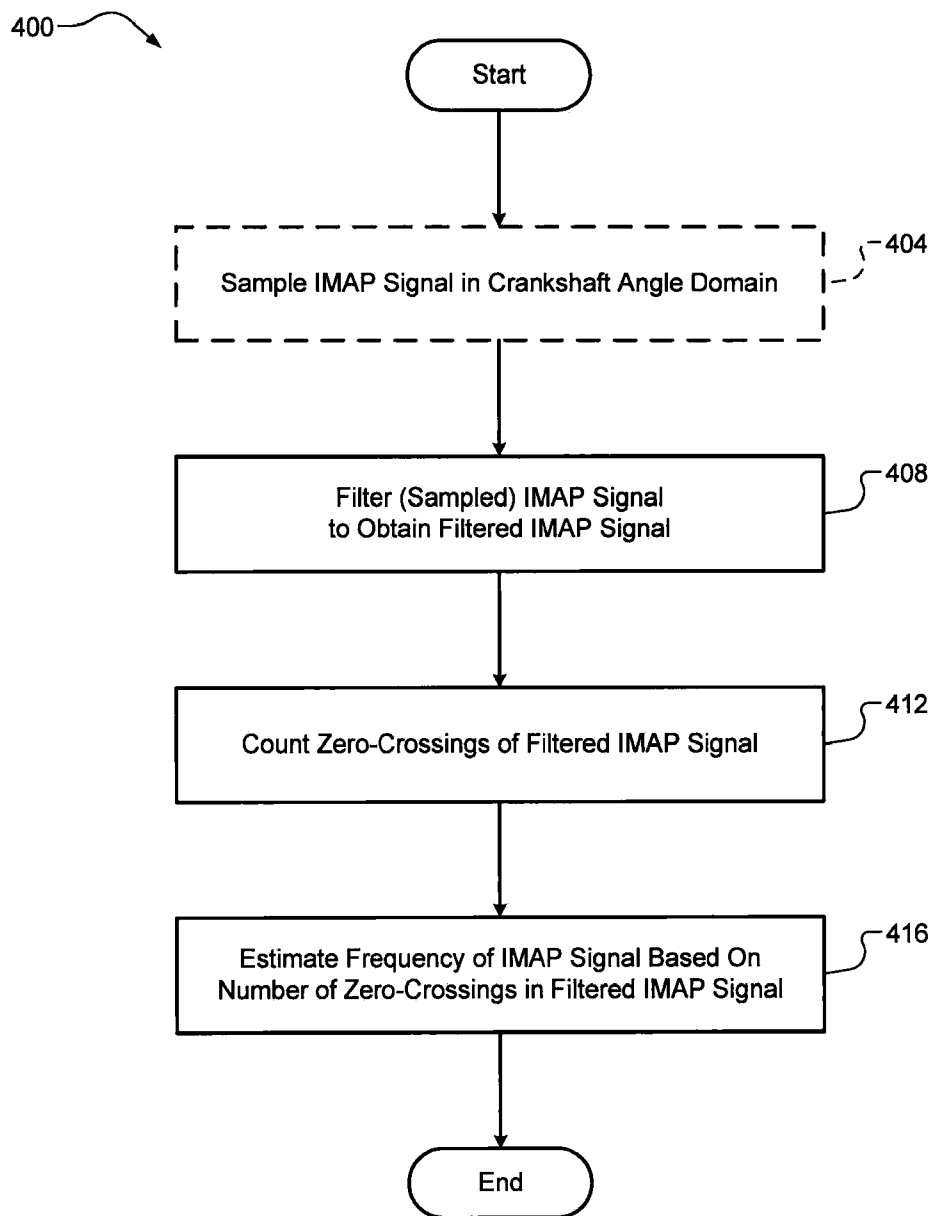 400
Start
Sample IMAP Signal in Crankshaft Angle Domain
404
Filter (Sampled) IMAP Signal
to Obtain Filtered IMAP Signal
408
Count Zero-Crossings of Filtered IMAP Signal
412
Estimate Frequency of IMAP Signal Based On
Number of Zero-Crossings in Filtered IMAP Signal
416
End